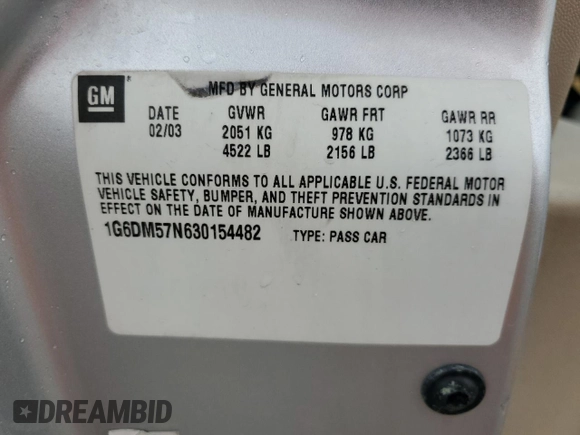 GM
MFD BY GENERAL MOTORS CORP
DATE GVWR GAWR FRT GAWR RR
02/03 2051 KG 978 KG 1073 KG
4522 LB 2156 LB 2366 LB
THIS VEHICLE CONFORMS TO ALL APPLICABLE U.S. FEDERAL MOTOR
VEHICLE SAFETY, BUMPER, AND THEFT PREVENTION STANDARDS IN
EFFECT ON THE DATE OF MANUFACTURE SHOWN ABOVE.
1G6DM57N630154482 TYPE: PASS CAR
DREAMBID